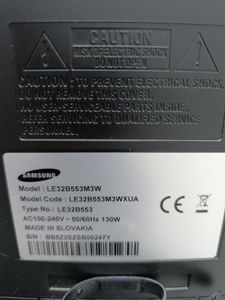 CAUTION
RISK OF ELECTRIC SHOCK
DO NOT OPEN
CAUTION - TO PREVENT ELECTRICAL SHOCK,
DO NOT REMOVE THIS COVER.
NO USER SERVICEABLE PARTS INSIDE.
REFER SERVICING TO QUALIFIED
SAMSUNG
Model : LE32B553M3W
Model Code : LE32B553M3WXUA
Type No.: LE32B553
AC100-240V ~ 50/60Hz 130W
MADE IN SLOVAKIA
S/N :